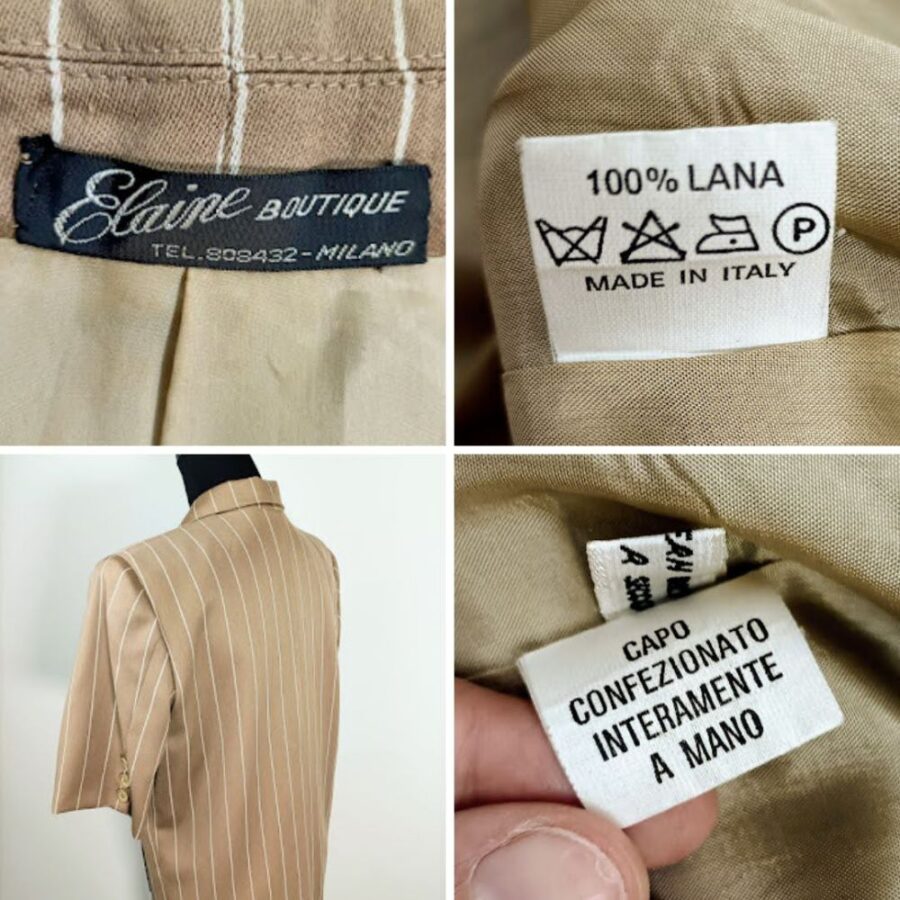 Elaine BOUTIQUE
TEL.808432-MILANO
100% LANA
P
MADE IN ITALY
A
CAPO
CONFEZIONATO
INTERAMENTE
A MANO